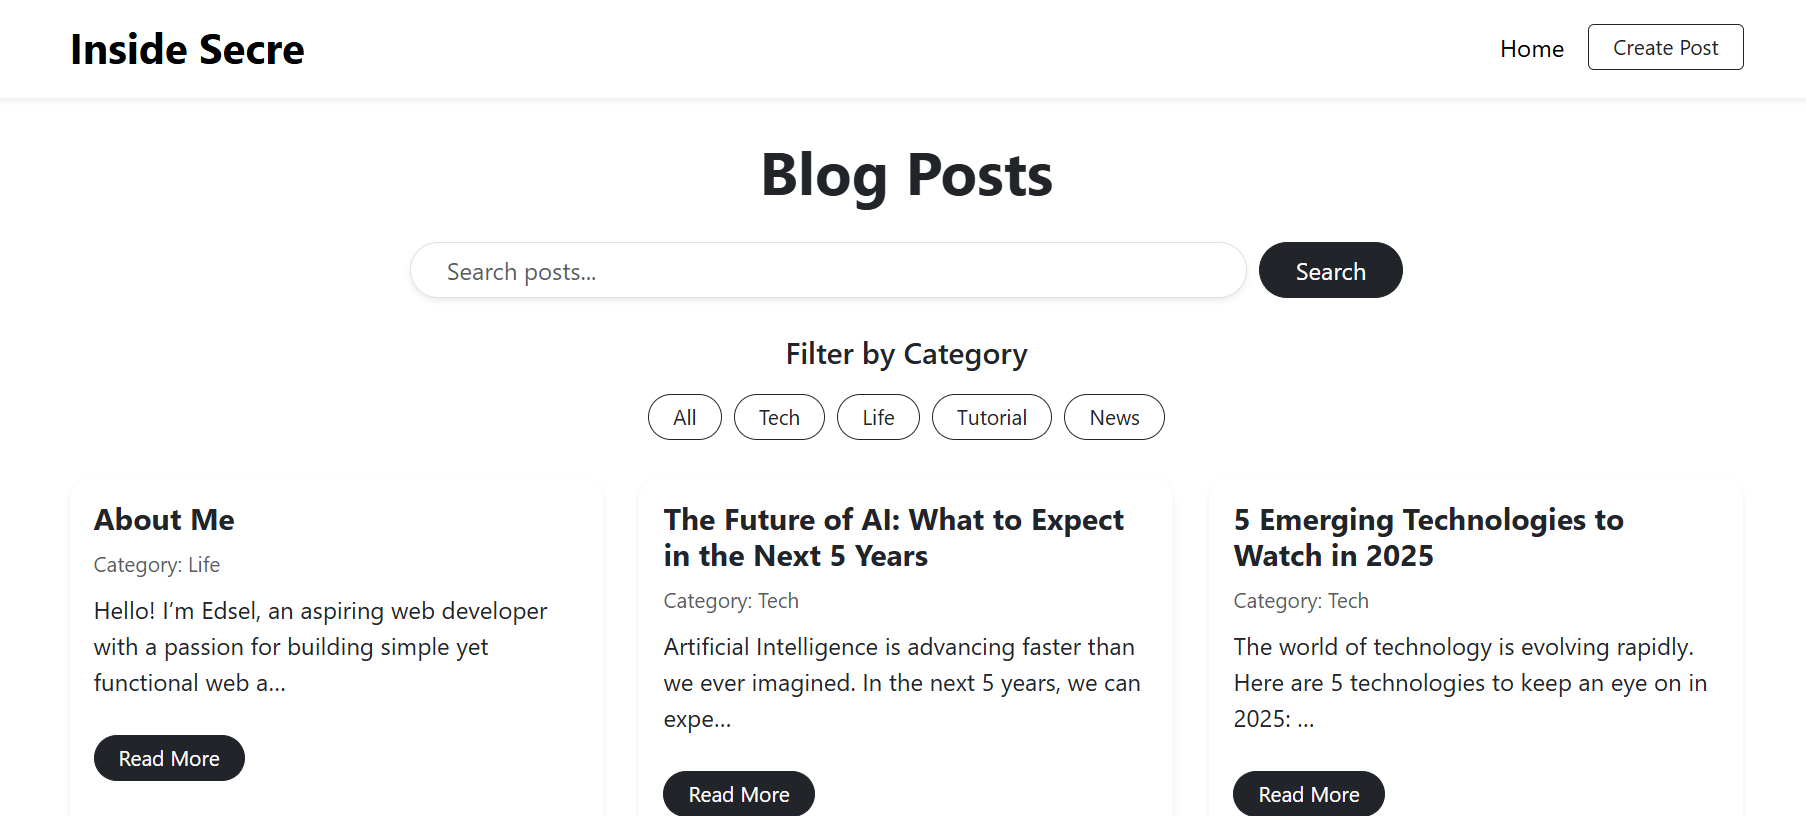 Inside Secre
Home
Create Post
Blog Posts
Search posts...
Search
Filter by Category
All
Tech
Life
Tutorial
News
About Me
Category: Life
Hello! I’m Edsel, an aspiring web developer
with a passion for building simple yet
functional web a...
Read More
The Future of AI: What to Expect
in the Next 5 Years
Category: Tech
Artificial Intelligence is advancing faster than
we ever imagined. In the next 5 years, we can
expe...
Read More
5 Emerging Technologies to
Watch in 2025
Category: Tech
The world of technology is evolving rapidly.
Here are 5 technologies to keep an eye on in
2025: ...
Read More